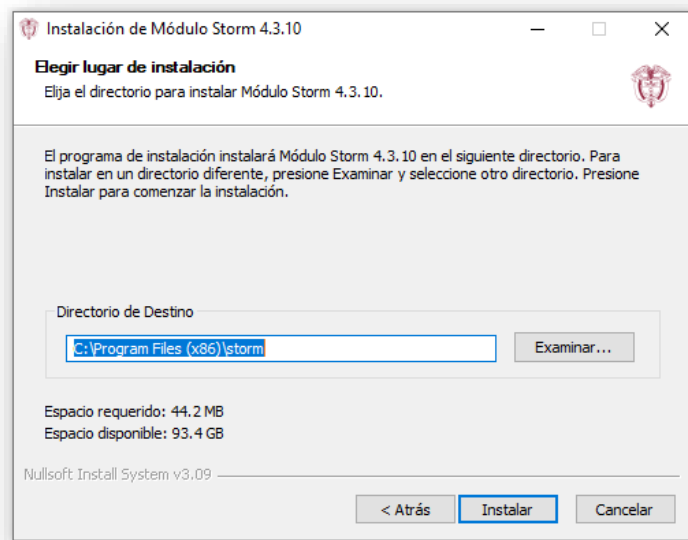 Instalación de Módulo Storm 4.3.10
Elegir lugar de instalación
Elija el directorio para instalar Módulo Storm 4.3.10.
El programa de instalación instalará Módulo Storm 4.3.10 en el siguiente directorio. Para
instalar en un directorio diferente, presione Examinar y seleccione otro directorio. Presione
Instalar para comenzar la instalación.
Directorio de Destino
C:\Program Files (x86)\storm
Examinar...
Espacio requerido: 44.2 MB
Espacio disponible: 93.4 GB
Nullsoft Install System v3.09
< Atrás
Instalar
Cancelar